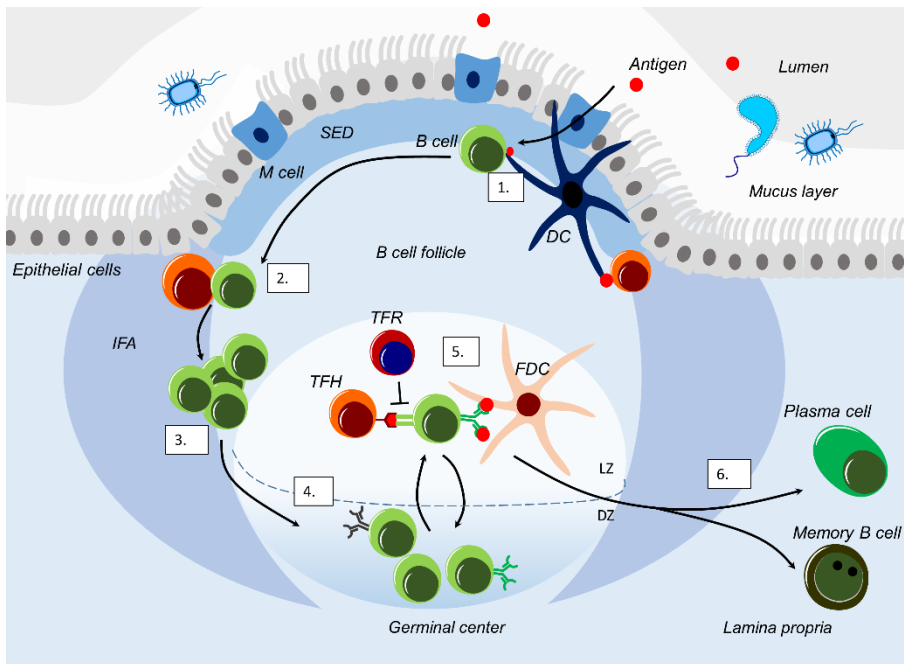 Antigen
Lumen
SED
B cell
M cell
1.
Mucus layer
DC
Epithelial cells
2.
B cell follicle
IFA
TFR
5.
FDC
TFH
Plasma cell
3.
LZ
6.
4.
DZ
Memory B cell
Germinal center
Lamina propria